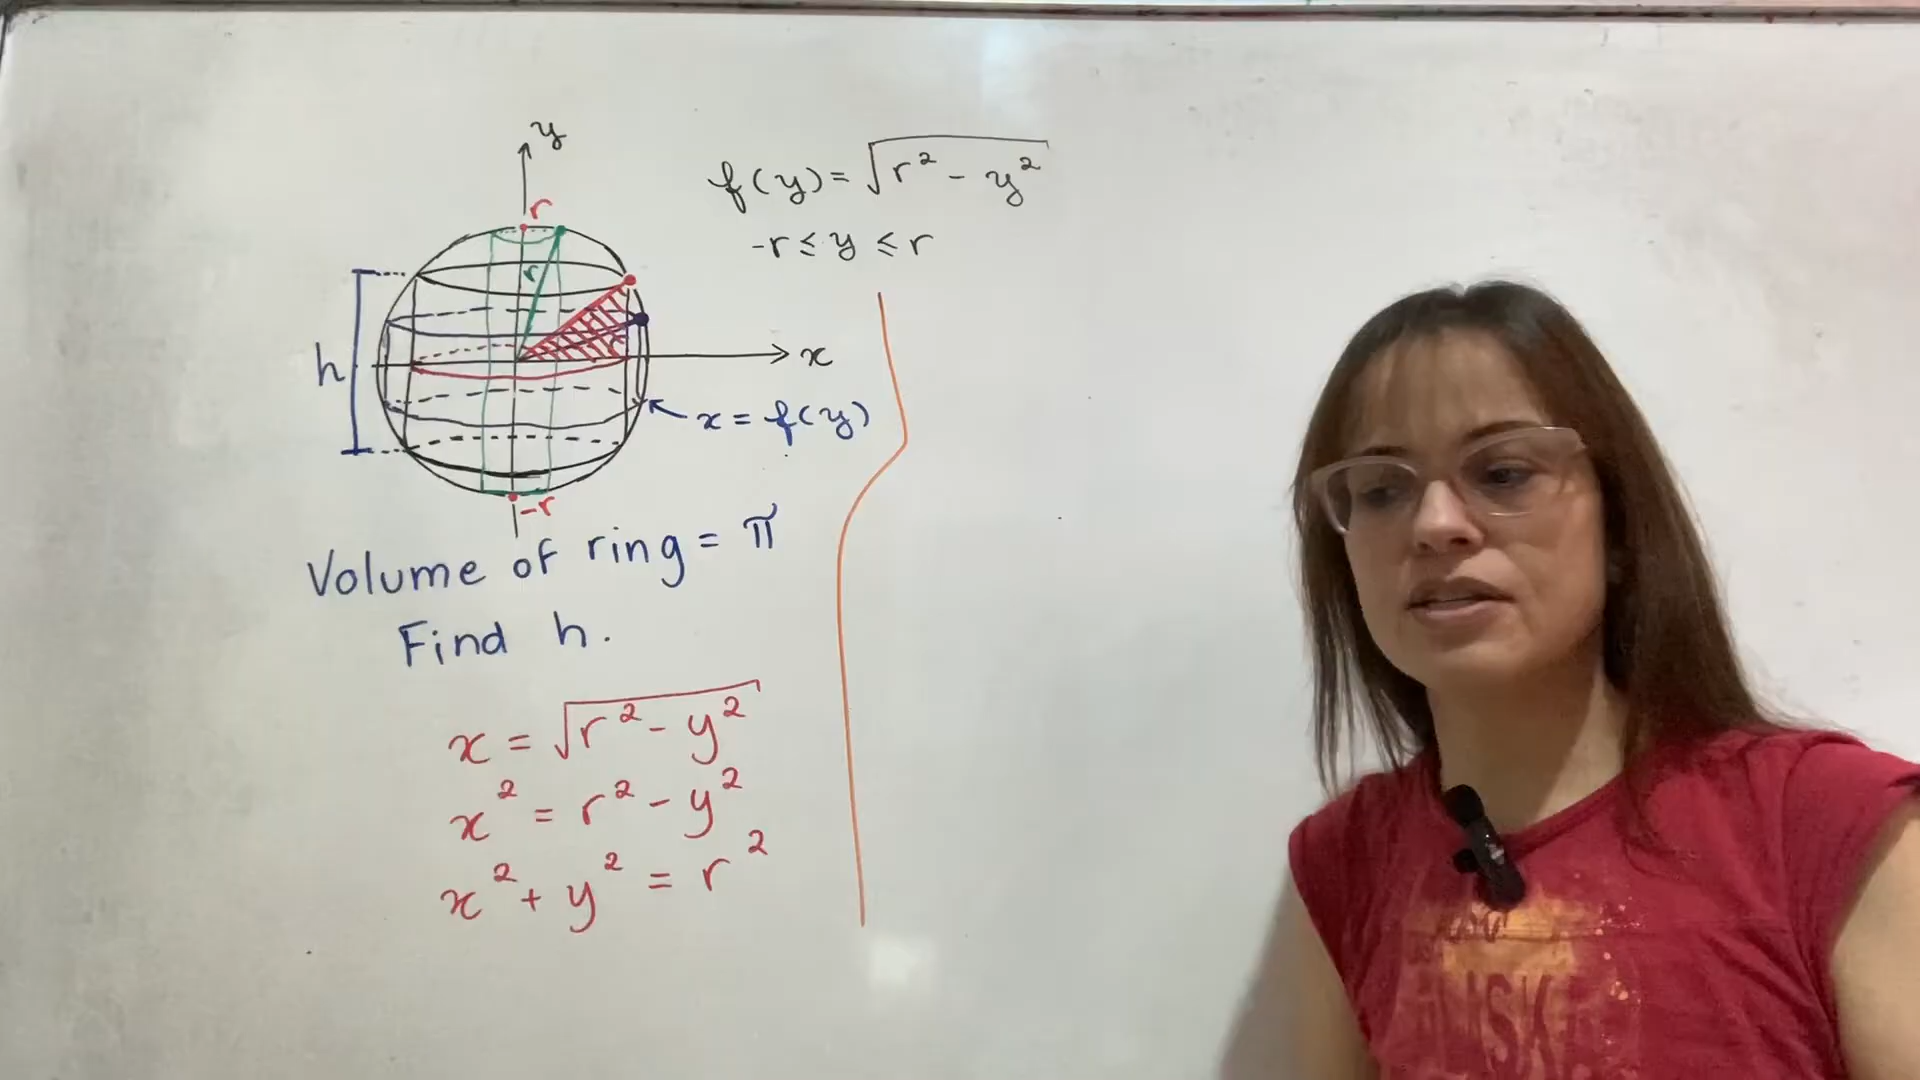 y
r
f(y) = √(r² - y²)
-r ≤ y ≤ r
r
h
x
x = f(y)
-r
Volume of ring = π
Find h.
x = √(r² - y²)
x² = r² - y²
x² + y² = r²